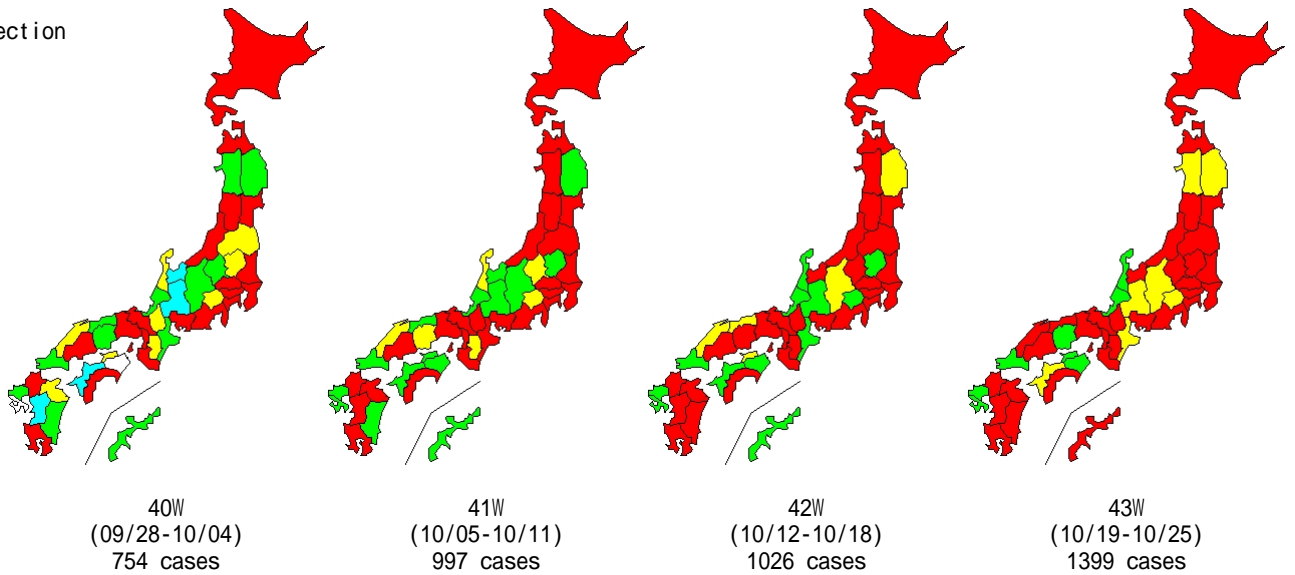 ection
40W
(09/28-10/04)
754 cases
41W
(10/05-10/11)
997 cases
42W
(10/12-10/18)
1026 cases
43W
(10/19-10/25)
1399 cases